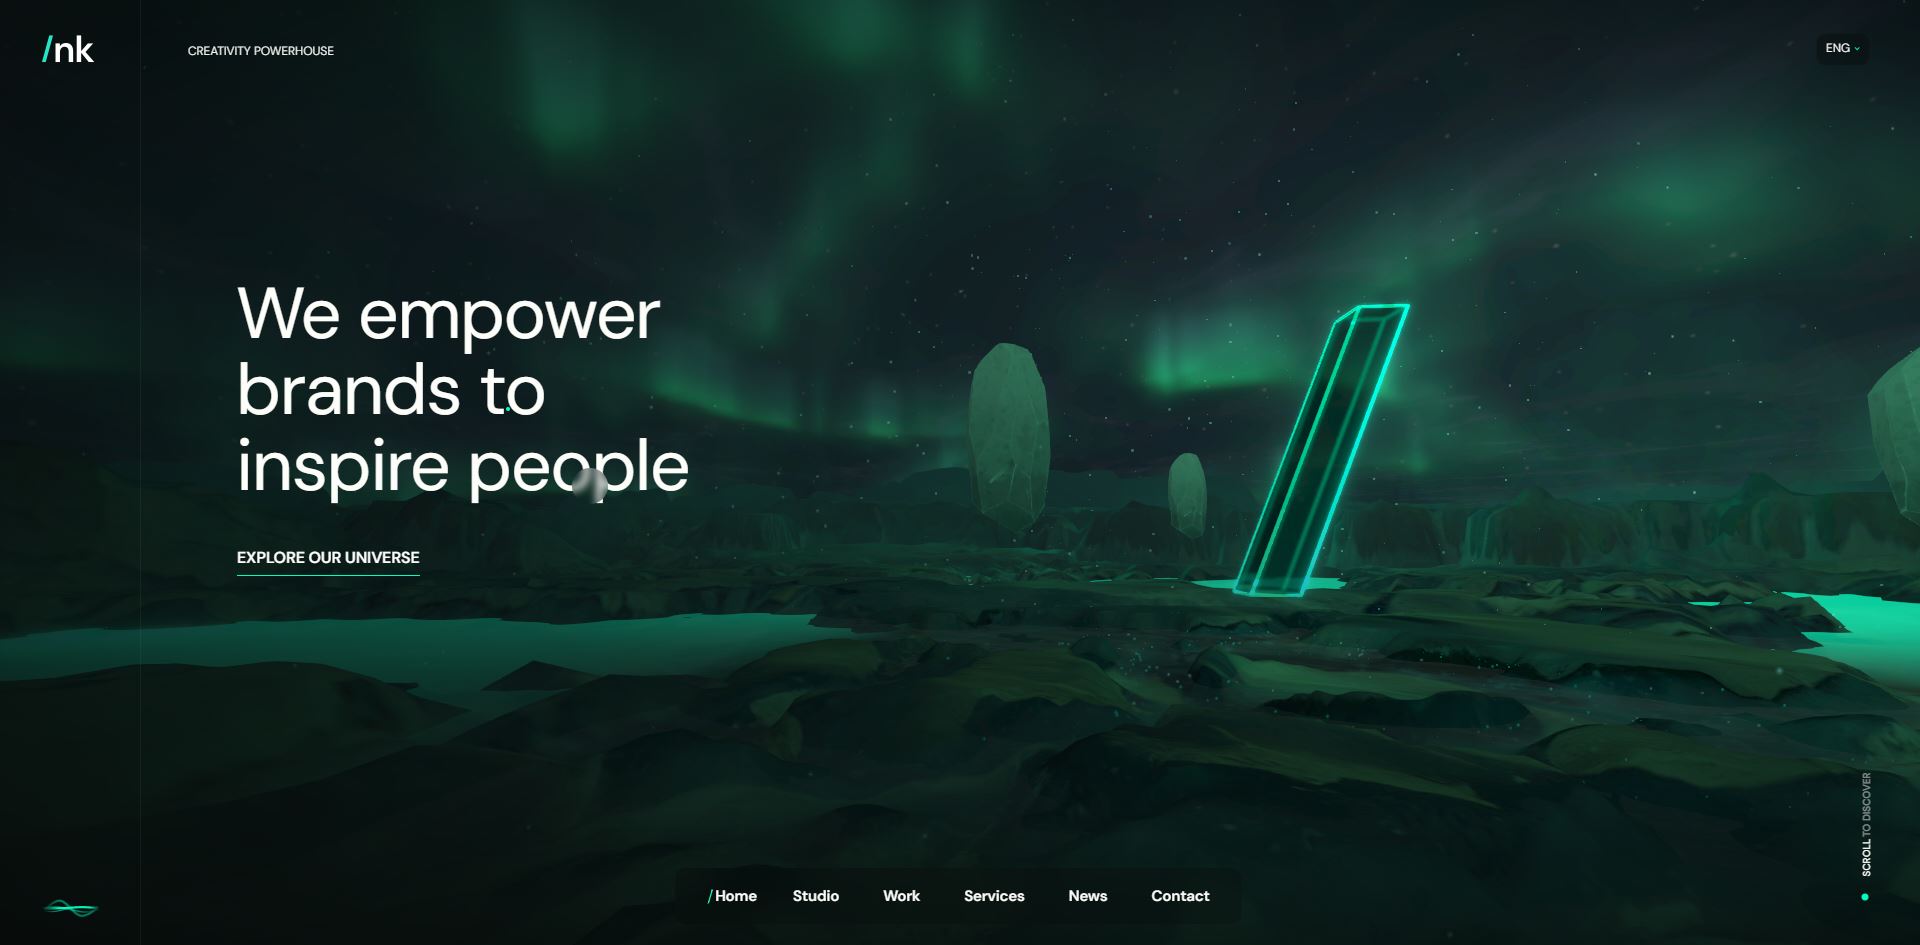 /nk
CREATIVITY POWERHOUSE
ENG
We empower
brands to
inspire people
EXPLORE OUR UNIVERSE
SCROLL TO DISCOVER
/Home
Studio
Work
Services
News
Contact